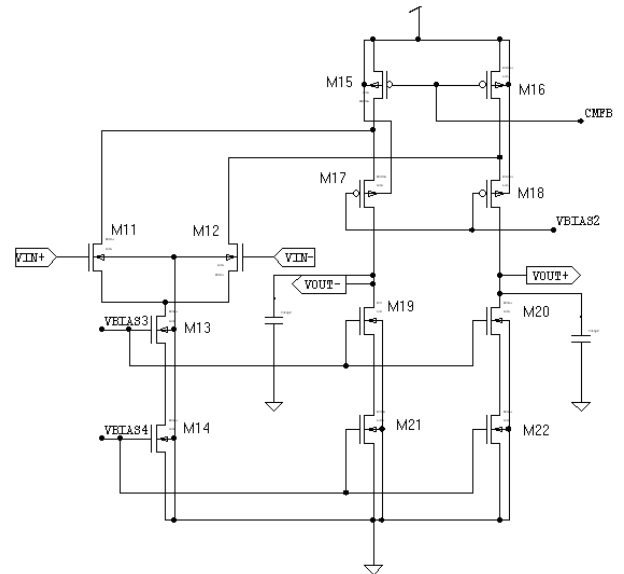 M15
M16
CMFB
M17
M18
M11
M12
VBIAS2
VIN+
VIN-
VOUT-
VOUT+
VBIAS3
M13
M19
M20
VBIAS4
M14
M21
M22